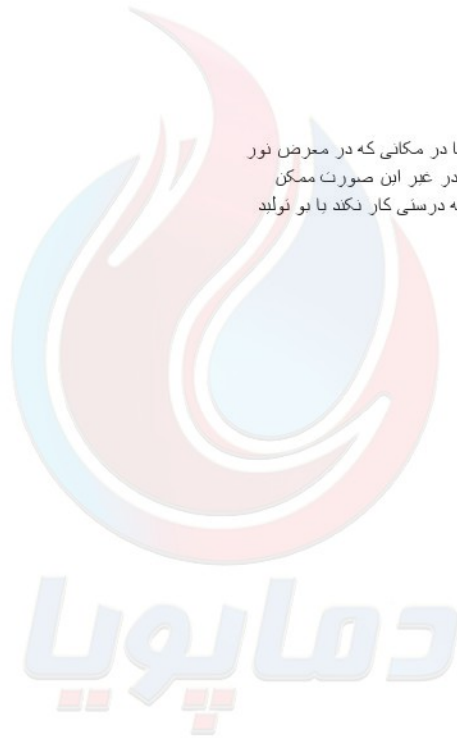 ا در مکانی که در معرض نور
در غیر این صورت ممکن
ه درستی کار نکند یا بو تولید
دماپویا